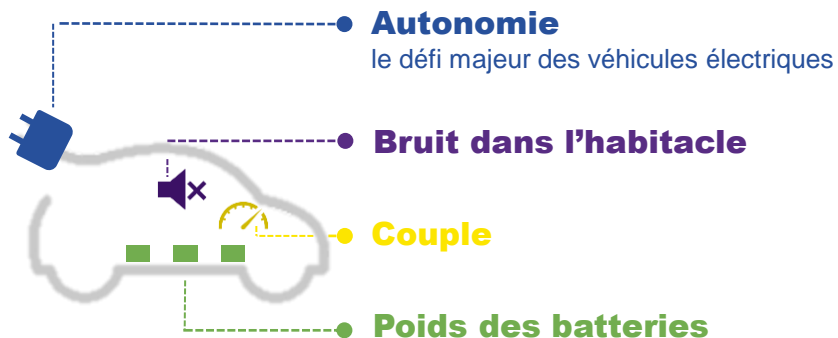 Autonomie
le défi majeur des véhicules électriques
Bruit dans l’habitacle
Couple
Poids des batteries